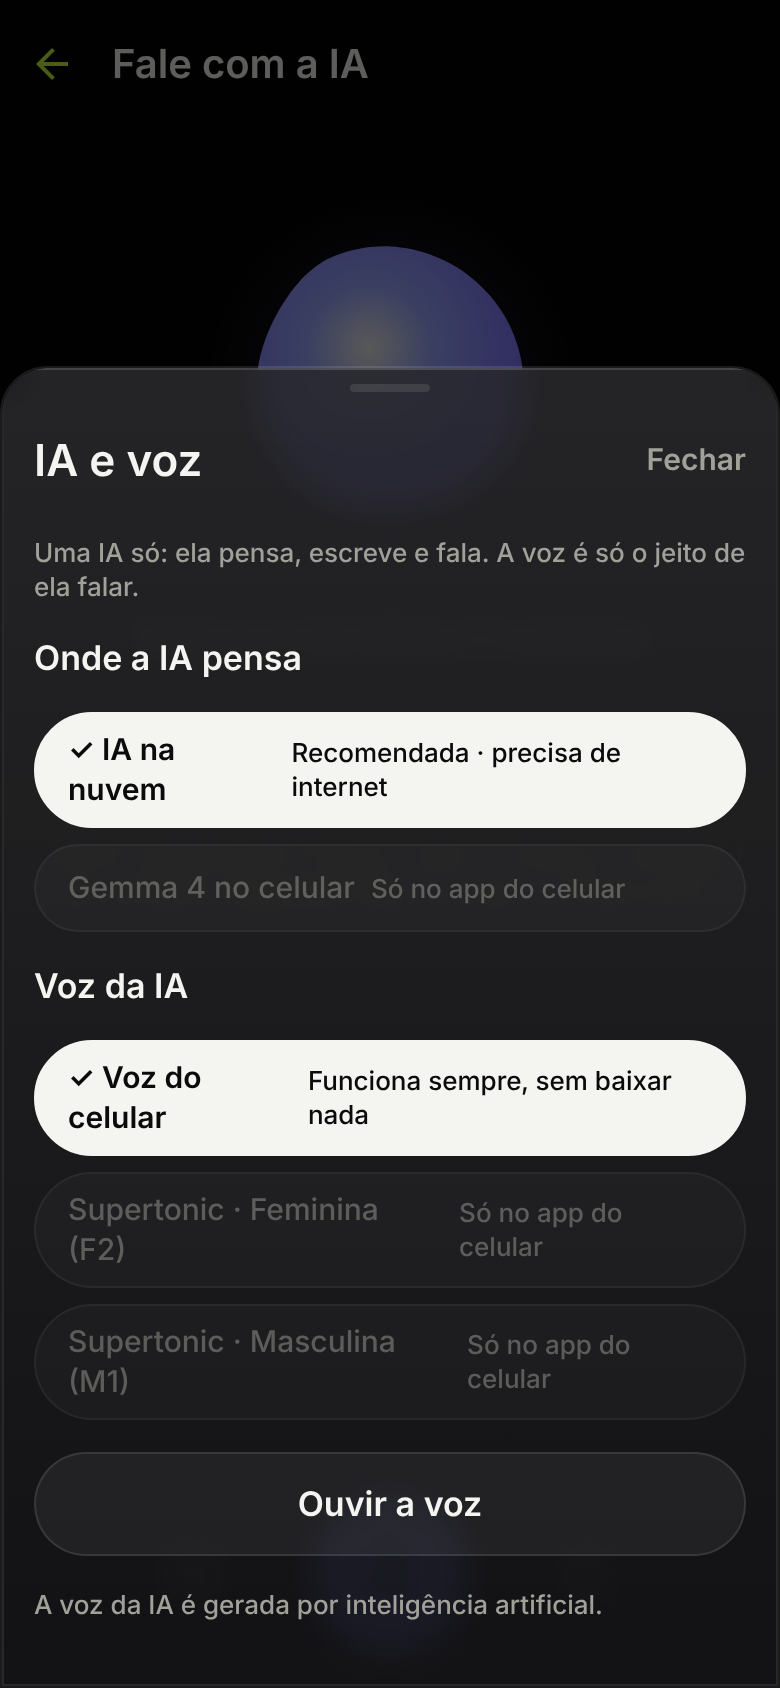 Fale com a IA
IA e voz
Fechar
Uma IA só: ela pensa, escreve e fala. A voz é só o jeito de
ela falar.
Onde a IA pensa
✓ IA na
nuvem
Recomendada · precisa de
internet
Gemma 4 no celular
Só no app do celular
Voz da IA
✓ Voz do
celular
Funciona sempre, sem baixar
nada
Supertonic · Feminina
(F2)
Só no app do
celular
Supertonic · Masculina
(M1)
Só no app do
celular
Ouvir a voz
A voz da IA é gerada por inteligência artificial.